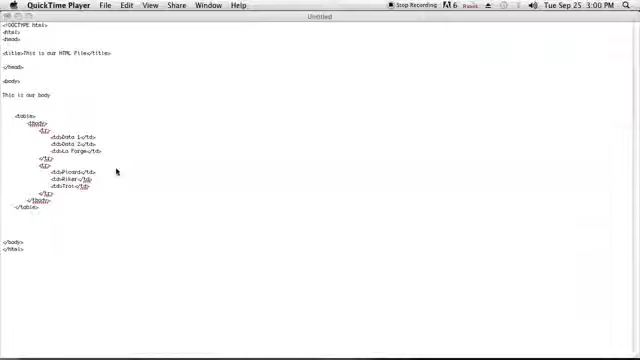 QuickTime Player File Edit View Share Window Help Stop Recording 6 Tue Sep 25 3:00 PM
Untitled
<!DOCTYPE html>
<html>
<head>
<title>This is our HTML File</title>
</head>
<body>
This is our body
<table>
<tbody>
<tr>
<td>Data 1</td>
<td>Data 2</td>
<td>La Forge</td>
</tr>
<tr>
<td>Picard</td>
<td>Riker</td>
<td>Troi</td>
</tr>
</tbody>
</table>
</body>
</html>